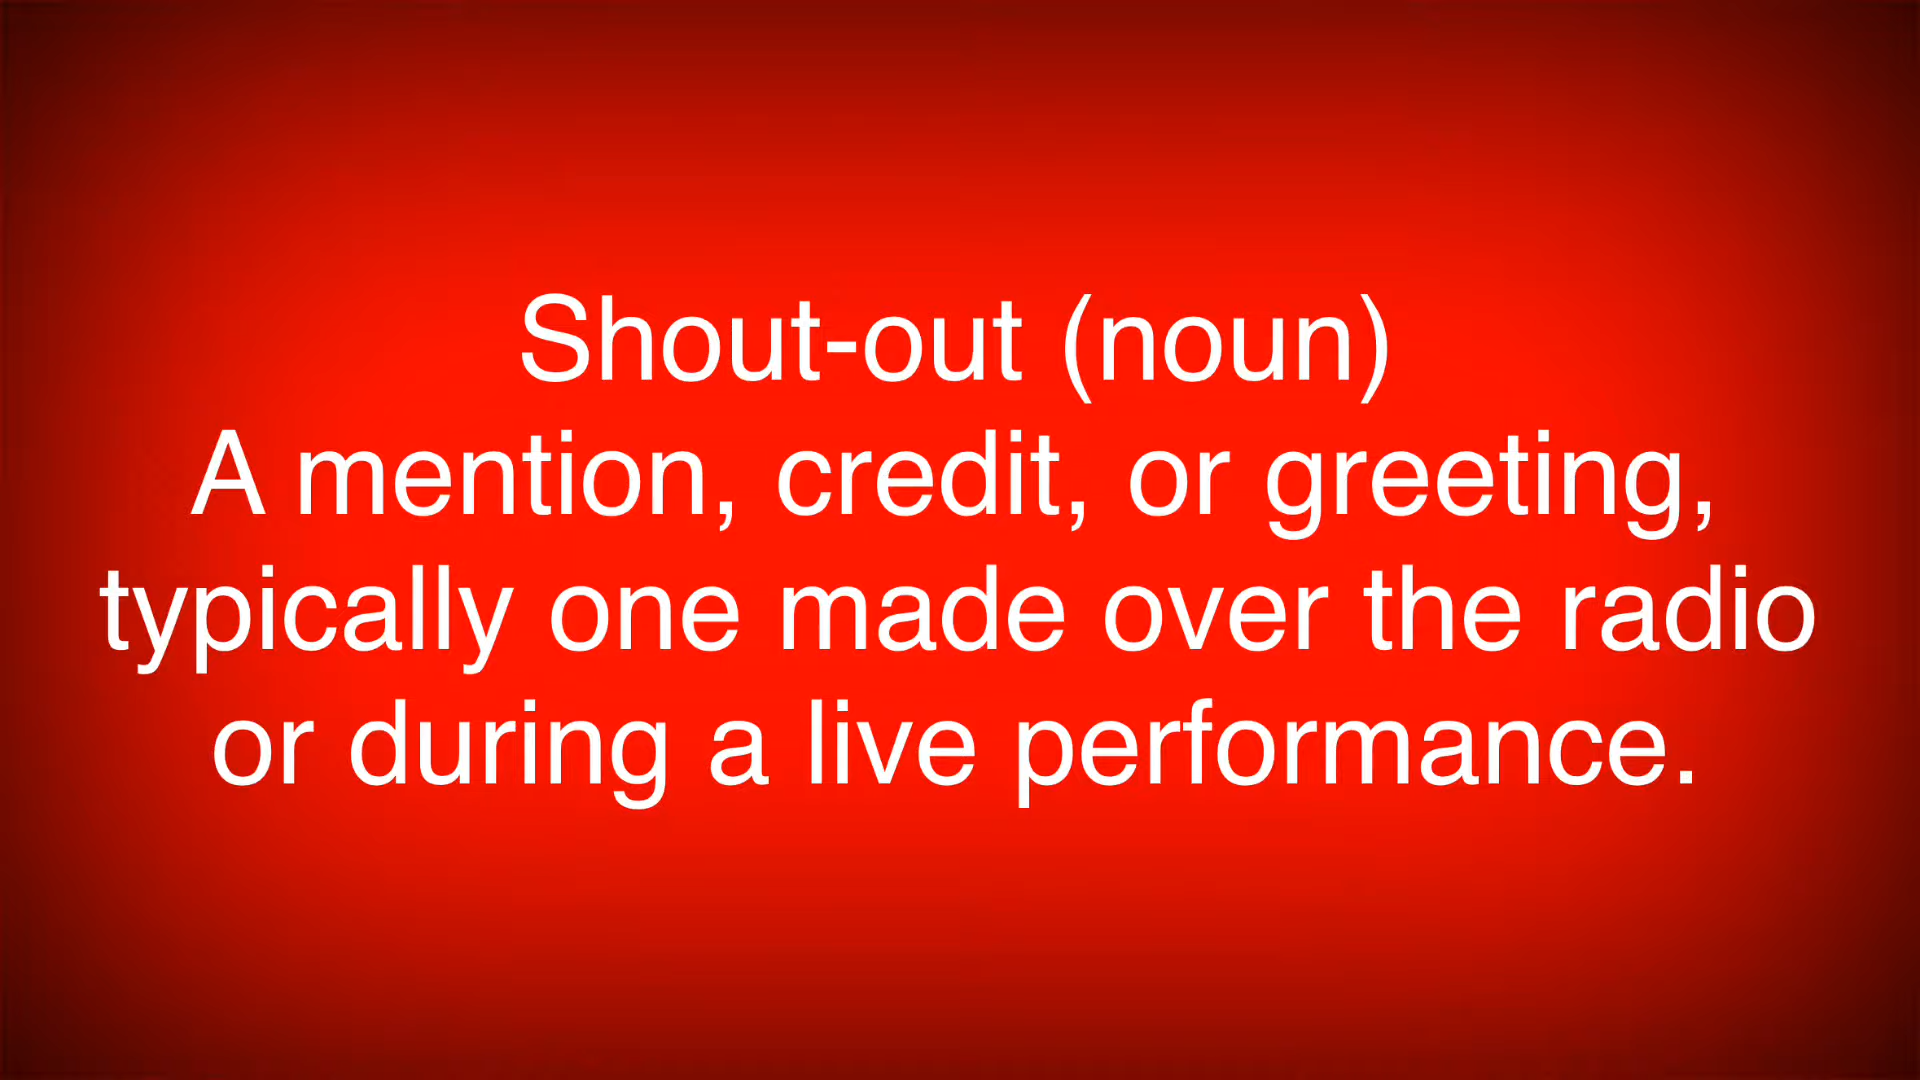 Shout-out (noun)
A mention, credit, or greeting,
typically one made over the radio
or during a live performance.